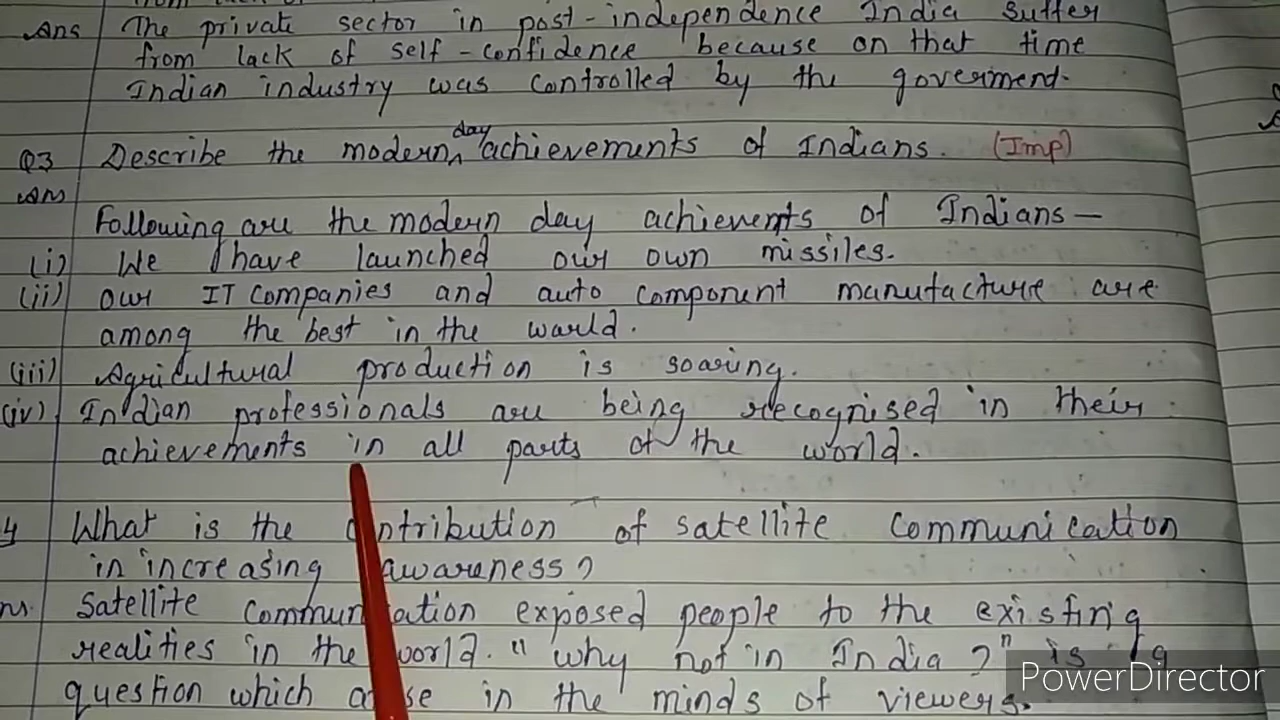 Ans The private sector in post-independence India Suffer
from lack of self-confidence because on that time
Indian industry was controlled by the goverment.
Q3 Describe the modern day achievements of Indians. (Imp)
Ans
Following are the modern day achievents of Indians—
(i) We have launched our own missiles.
(ii) our IT companies and auto component manufacture are
among the best in the world.
(iii) Agricultural production is soaring.
(iv) Indian professionals are being recognised in their
achievements in all parts of the world.
What is the contribution of satellite communication
in increasing awareness?
Satellite communication exposed people to the existing
realities in the world. "why not in India?" is a
question which arose in the minds of viewers.
PowerDirector